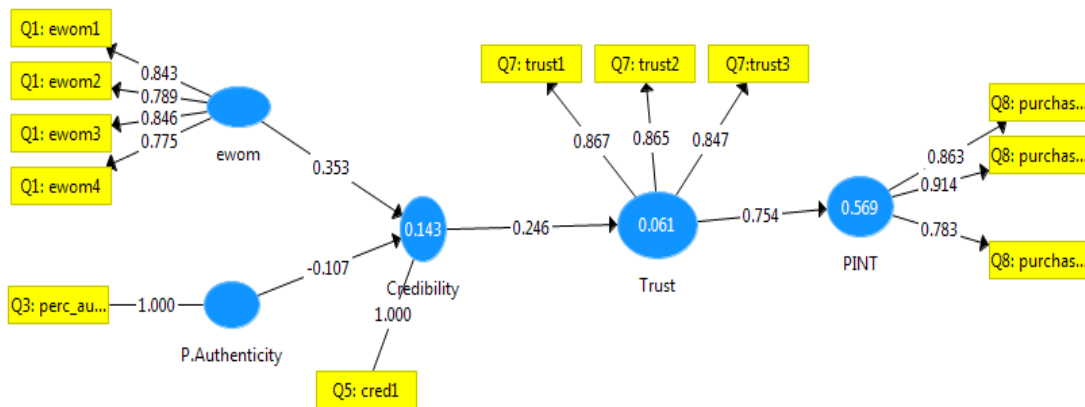 Q1: ewom1
Q1: ewom2
Q1: ewom3
Q1: ewom4
0.843
0.789
0.846
0.775
ewom
0.353
Q3: perc_au...
1.000
P.Authenticity
-0.107
0.143
Credibility
1.000
Q5: cred1
0.246
Q7: trust1
Q7: trust2
Q7:trust3
0.867
0.865
0.847
0.061
Trust
0.754
0.569
PINT
0.863
0.914
0.783
Q8: purchas...
Q8: purchas...
Q8: purchas...